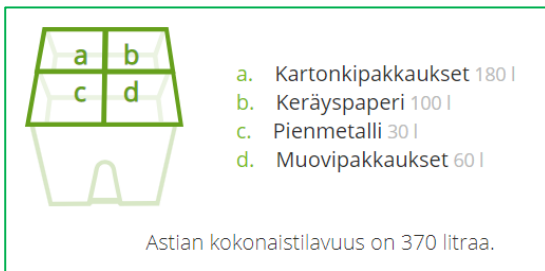 a b
c d
a. Kartonkipakkaukset 180 l
b. Keräyspaperi 100 l
c. Pienmetalli 30 l
d. Muovipakkaukset 60 l
Astian kokonaistilavuus on 370 litraa.